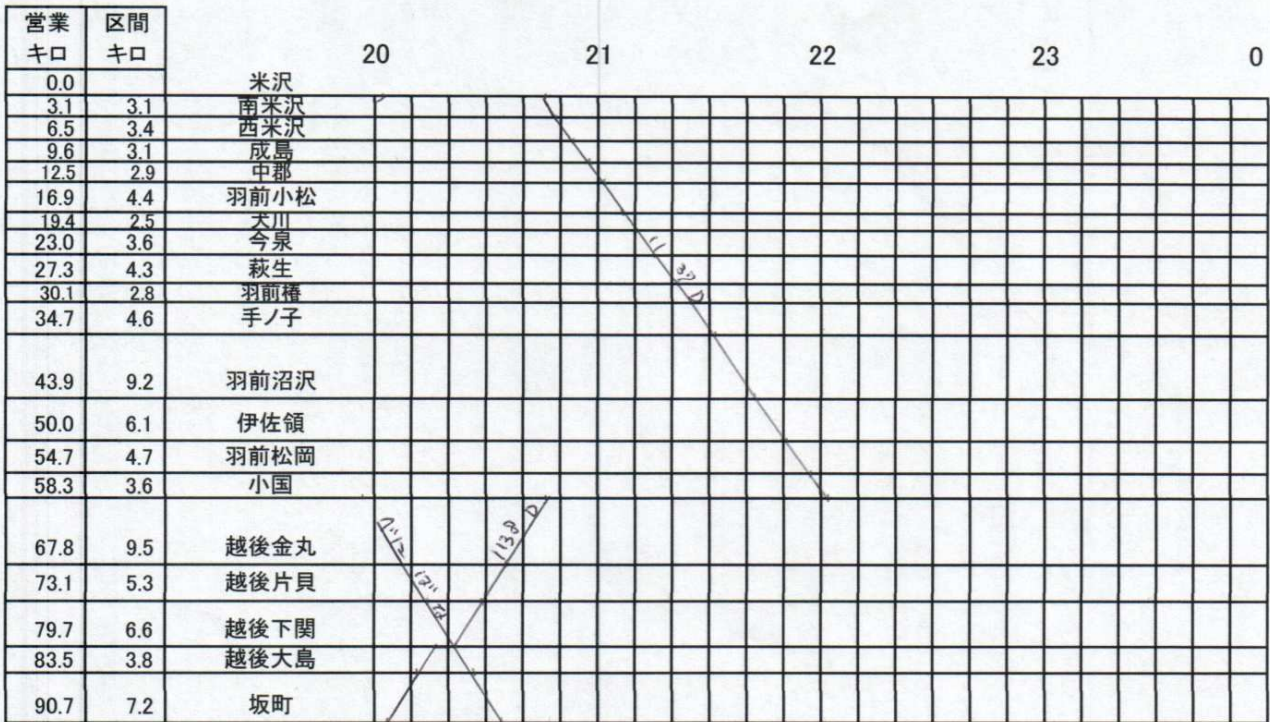 営業 区間
キロ キロ 20 21 22 23 0
0.0 米沢
3.1 3.1 南米沢
6.5 3.4 西米沢
9.6 3.1 成島
12.5 2.9 中郡
16.9 4.4 羽前小松
19.4 2.5 犬川
23.0 3.6 今泉
27.3 4.3 萩生
30.1 2.8 羽前椿
34.7 4.6 手ノ子
43.9 9.2 羽前沼沢
50.0 6.1 伊佐領
54.7 4.7 羽前松岡
58.3 3.6 小国
67.8 9.5 越後金丸
73.1 5.3 越後片貝
79.7 6.6 越後下関
83.5 3.8 越後大島
90.7 7.2 坂町
1138D